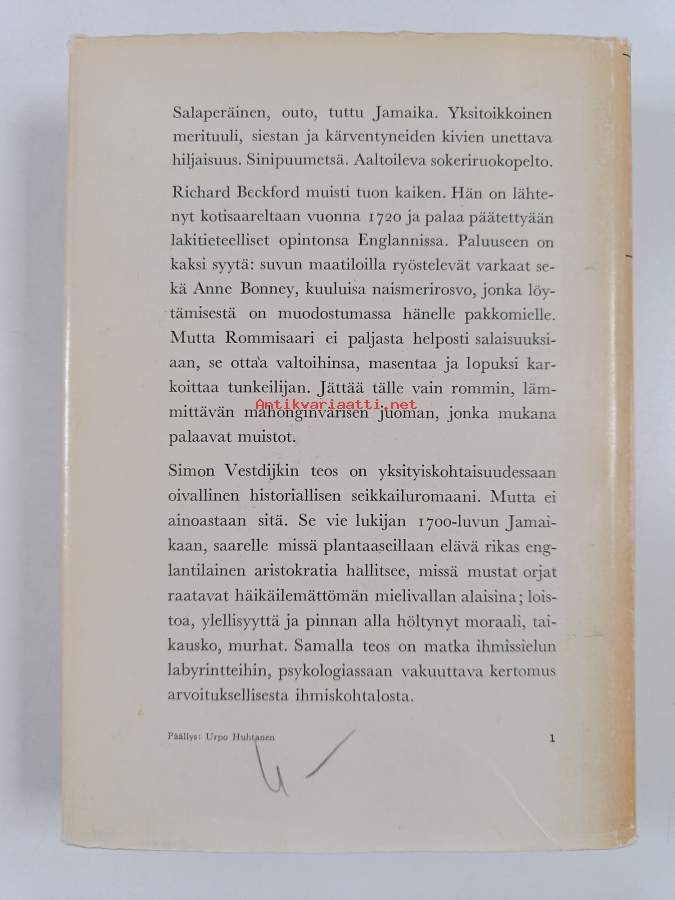 Salaperäinen, outo, tuttu Jamaika. Yksitoikkoinen
merituuli, siestan ja kärventyneiden kivien unettava
hiljaisuus. Sinipuumetsä. Aaltoileva sokeriruokopelto.
Richard Beckford muisti tuon kaiken. Hän on lähte-
nyt kotisaareltaan vuonna 1720 ja palaa päätettyään
lakitieteelliset opintonsa Englannissa. Paluuseen on
kaksi syytä: suvun maatiloilla ryöstelevät varkaat se-
kä Anne Bonney, kuuluisa naismerirosvo, jonka löy-
tämisestä on muodostumassa hänelle pakkomielle.
Mutta Rommisaari ei paljasta helposti salaisuuksi-
aan, se ottaa valtoihinsa, masentaa ja lopuksi kar-
koittaa tunkeilijan. Jättää tälle vain rommin, läm-
Antikvariaatti.net
mittävän mahonginvärisen juoman, jonka mukana
palaavat muistot.
Simon Vestdijkin teos on yksityiskohtaisuudessaan
oivallinen historiallisen seikkailuromaani. Mutta ei
ainoastaan sitä. Se vie lukijan 1700-luvun Jamai-
kaan, saarelle missä plantaaseillaan elävä rikas eng-
lantilainen aristokratia hallitsee, missä mustat orjat
raatavat häikäilemättömän mielivallan alaisina; lois-
toa, ylellisyyttä ja pinnan alla höltynyt moraali, tai-
kausko, murhat. Samalla teos on matka ihmissielun
labyrintteihin, psykologiassaan vakuuttava kertomus
arvoituksellisesta ihmiskohtalosta.
Päällys: Urpo Huhtanen
1